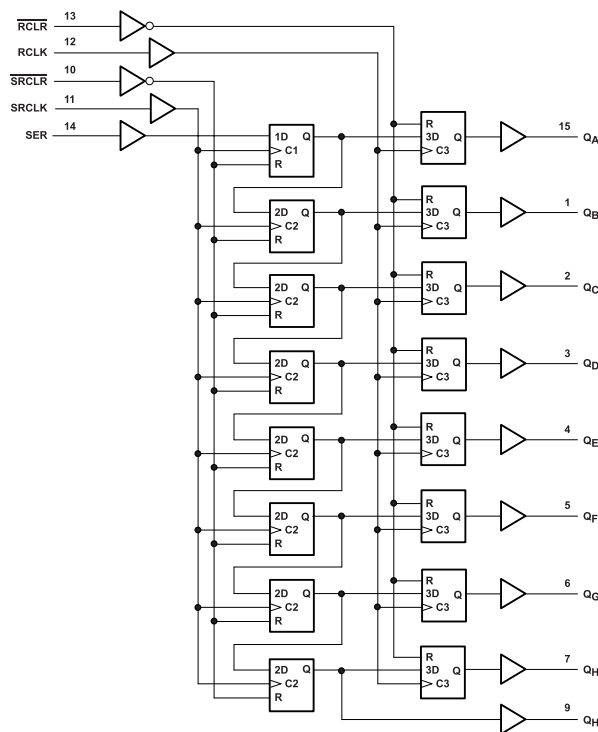 RCLR 13
RCLK 12
SRCLR 10
SRCLK 11
SER 14
1D Q
C1
R
R
3D Q
C3
15 QA
2D Q
C2
R
R
3D Q
C3
1 QB
2D Q
C2
R
R
3D Q
C3
2 QC
2D Q
C2
R
R
3D Q
C3
3 QD
2D Q
C2
R
R
3D Q
C3
4 QE
2D Q
C2
R
R
3D Q
C3
5 QF
2D Q
C2
R
R
3D Q
C3
6 QG
2D Q
C2
R
R
3D Q
C3
7 QH
9 QH